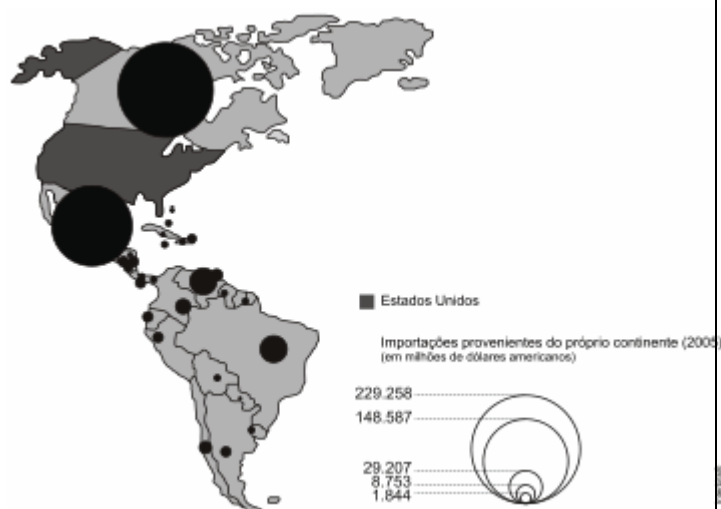 Estados Unidos
Importações provenientes do próprio continente (2005)
(em milhões de dólares americanos)
229.258
148.587
29.207
8.753
1.844